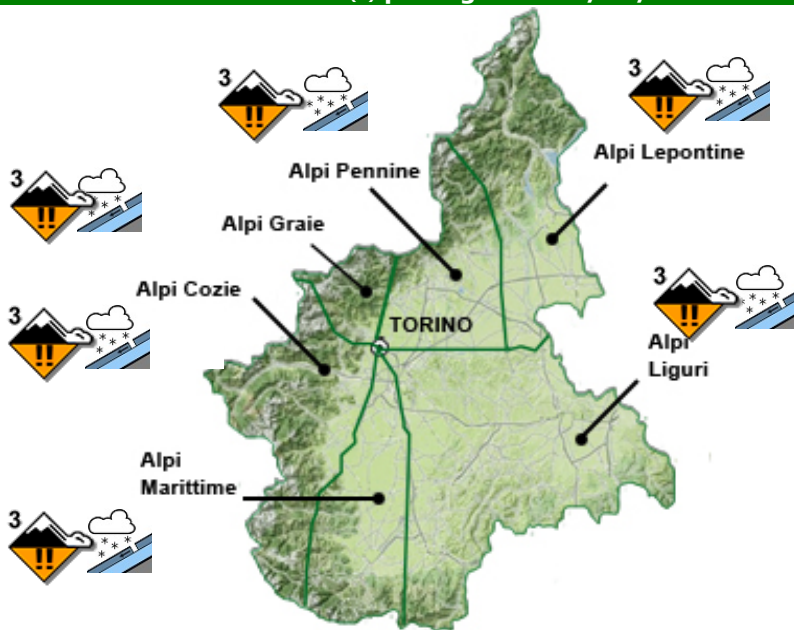 3
3
Alpi Lepontine
Alpi Pennine
3
Alpi Graie
3
Alpi Cozie
3
TORINO
Alpi
Liguri
Alpi
Marittime
3